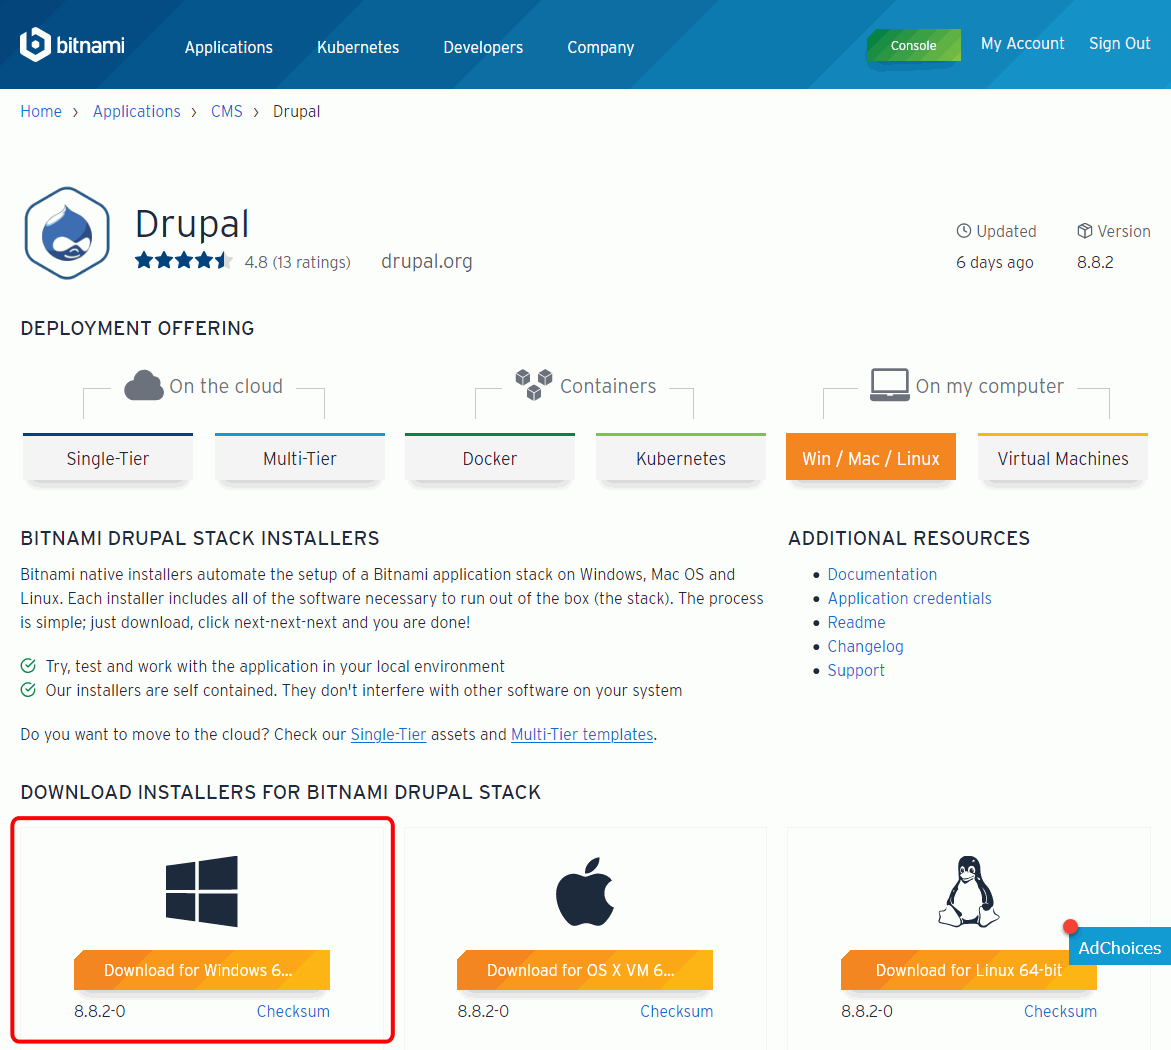 bitnami
Applications Kubernetes Developers Company Console My Account Sign Out
Home › Applications › CMS › Drupal
Drupal
4.8 (13 ratings) drupal.org
Updated Version
6 days ago 8.8.2
DEPLOYMENT OFFERING
On the cloud Containers On my computer
Single-Tier Multi-Tier Docker Kubernetes Win / Mac / Linux Virtual Machines
BITNAMI DRUPAL STACK INSTALLERS
Bitnami native installers automate the setup of a Bitnami application stack on Windows, Mac OS and
Linux. Each installer includes all of the software necessary to run out of the box (the stack). The process
is simple; just download, click next-next-next and you are done!
Try, test and work with the application in your local environment
Our installers are self contained. They don't interfere with other software on your system
Do you want to move to the cloud? Check our Single-Tier assets and Multi-Tier templates.
ADDITIONAL RESOURCES
Documentation
Application credentials
Readme
Changelog
Support
DOWNLOAD INSTALLERS FOR BITNAMI DRUPAL STACK
Download for Windows 6...
8.8.2-0 Checksum
Download for OS X VM 6...
8.8.2-0 Checksum
Download for Linux 64-bit
8.8.2-0 Checksum
AdChoices